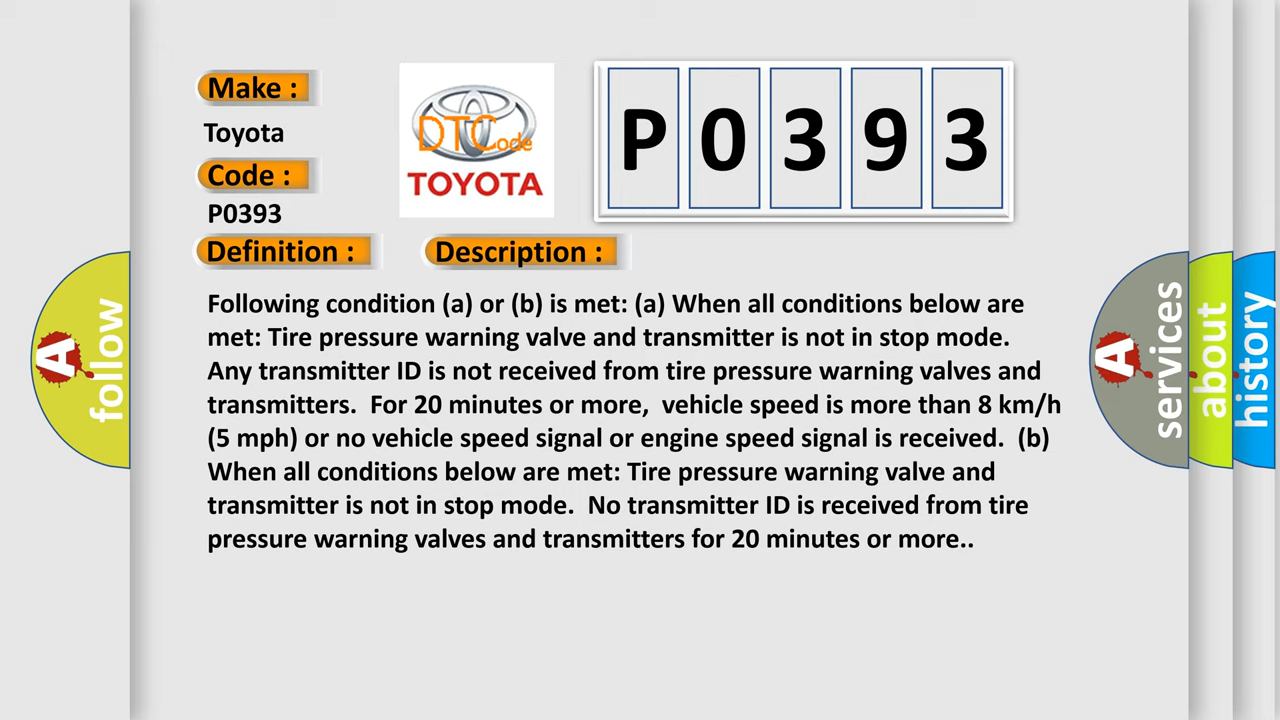 Make :
Toyota
Code :
P0393
Definition :
Description :
DTCode
TOYOTA
P0393
Following condition (a) or (b) is met: (a) When all conditions below are
met: Tire pressure warning valve and transmitter is not in stop mode.
Any transmitter ID is not received from tire pressure warning valves and
transmitters. For 20 minutes or more, vehicle speed is more than 8 km/h
(5 mph) or no vehicle speed signal or engine speed signal is received. (b)
When all conditions below are met: Tire pressure warning valve and
transmitter is not in stop mode. No transmitter ID is received from tire
pressure warning valves and transmitters for 20 minutes or more..
A follow
A services
about
history